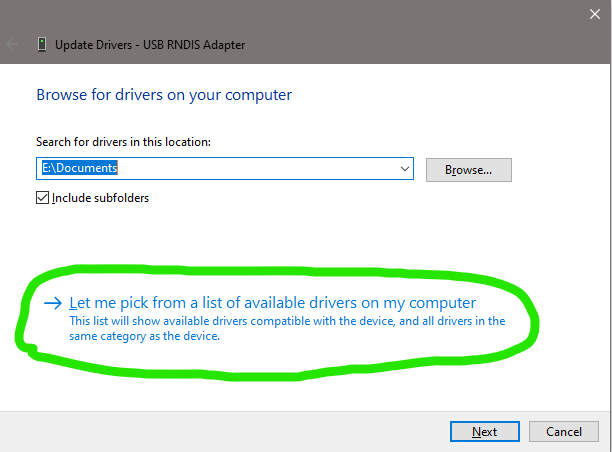 Update Drivers - USB RNDIS Adapter
Browse for drivers on your computer
Search for drivers in this location:
E:\Documents
Browse...
Include subfolders
Let me pick from a list of available drivers on my computer
This list will show available drivers compatible with the device, and all drivers in the
same category as the device.
Next
Cancel